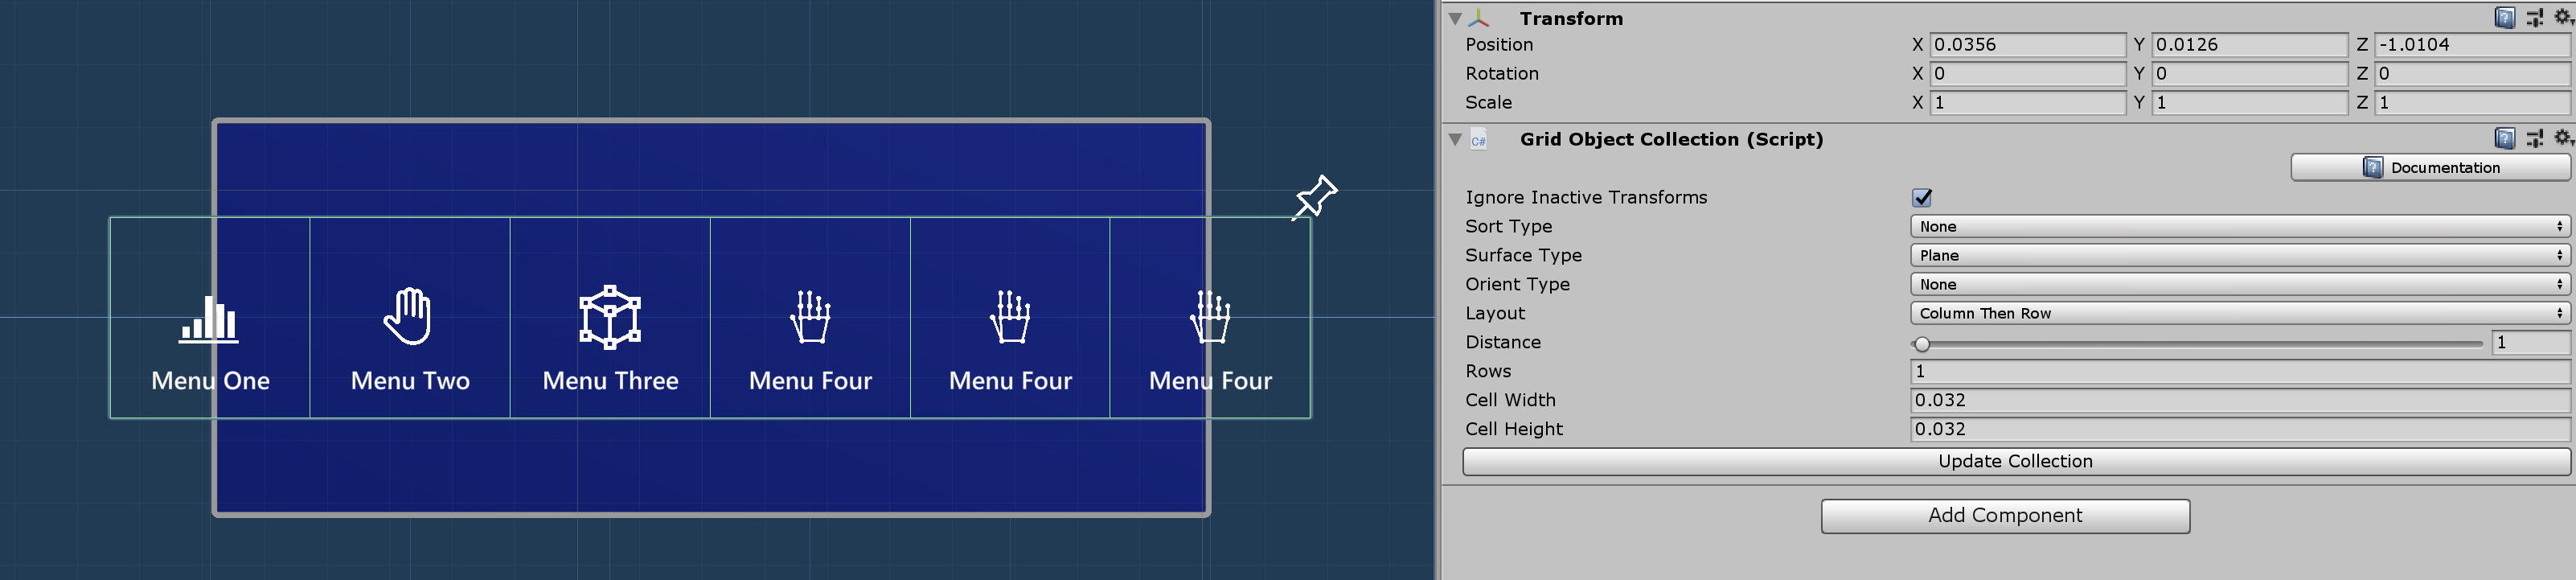 Menu One
Menu Two
Menu Three
Menu Four
Menu Four
Menu Four
Transform
Position X 0.0356 Y 0.0126 Z -1.0104
Rotation X 0 Y 0 Z 0
Scale X 1 Y 1 Z 1
C# Grid Object Collection (Script)
Documentation
Ignore Inactive Transforms
Sort Type None
Surface Type Plane
Orient Type None
Layout Column Then Row
Distance 1
Rows 1
Cell Width 0.032
Cell Height 0.032
Update Collection
Add Component